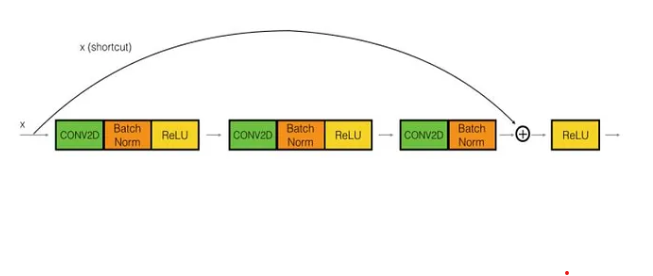 x (shortcut)
x
CONV2D
Batch
Norm
ReLU
CONV2D
Batch
Norm
ReLU
CONV2D
Batch
Norm
ReLU